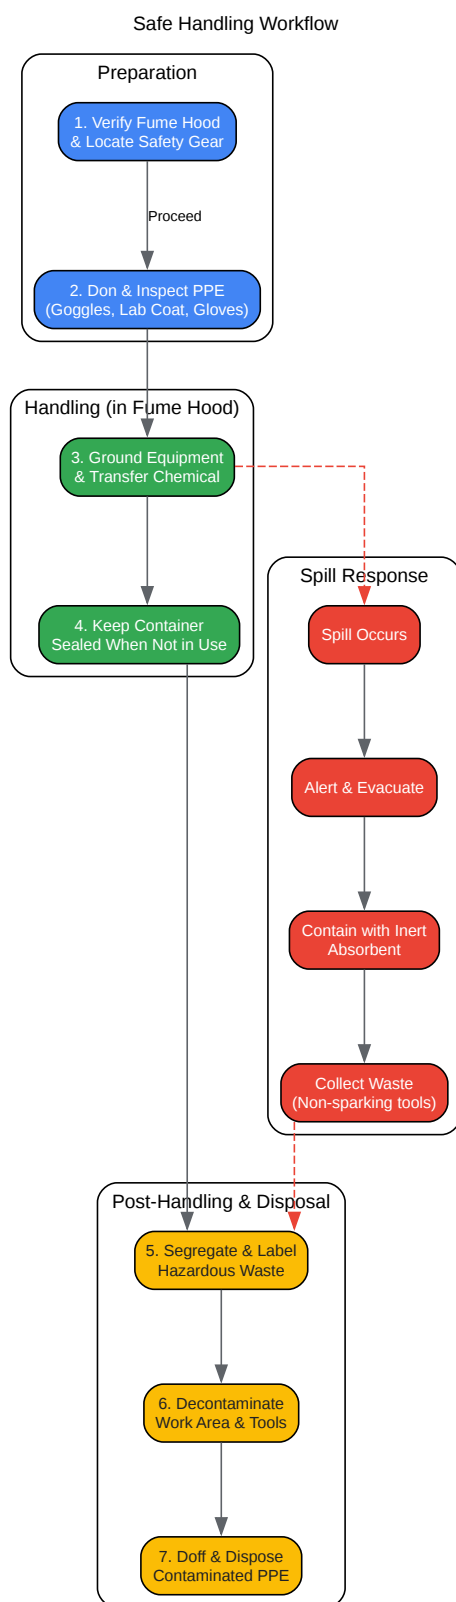 Safe Handling Workflow
Preparation
1. Verify Fume Hood
& Locate Safety Gear
Proceed
2. Don & Inspect PPE
(Goggles, Lab Coat, Gloves)
Handling (in Fume Hood)
3. Ground Equipment
& Transfer Chemical
4. Keep Container
Sealed When Not in Use
Spill Response
Spill Occurs
Alert & Evacuate
Contain with Inert
Absorbent
Collect Waste
(Non-sparking tools)
Post-Handling & Disposal
5. Segregate & Label
Hazardous Waste
6. Decontaminate
Work Area & Tools
7. Doff & Dispose
Contaminated PPE